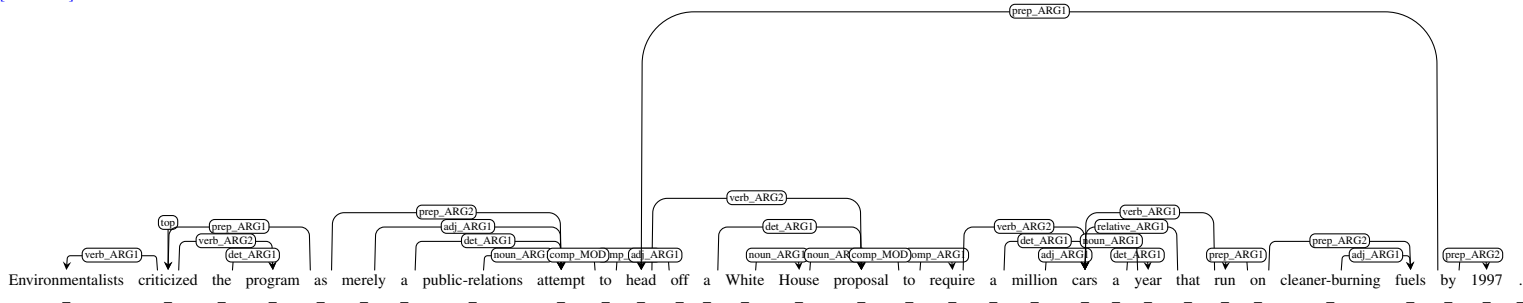 prep_ARG1
verb_ARG2
prep_ARG2
top prep_ARG1 adj_ARG1 det_ARG1 verb_ARG2 relative_ARG1 verb_ARG1
verb_ARG2 det_ARG1 det_ARG1 noun_ARG1 prep_ARG2
verb_ARG1 det_ARG1 noun_ARG1 comp_MOD adj_ARG1 noun_ARG1 comp_MOD adj_ARG1 det_ARG1 prep_ARG1 adj_ARG1 prep_ARG2
Environmentalists criticized the program as merely a public-relations attempt to head off a White House proposal to require a million cars a year that run on cleaner-burning fuels by 1997 .